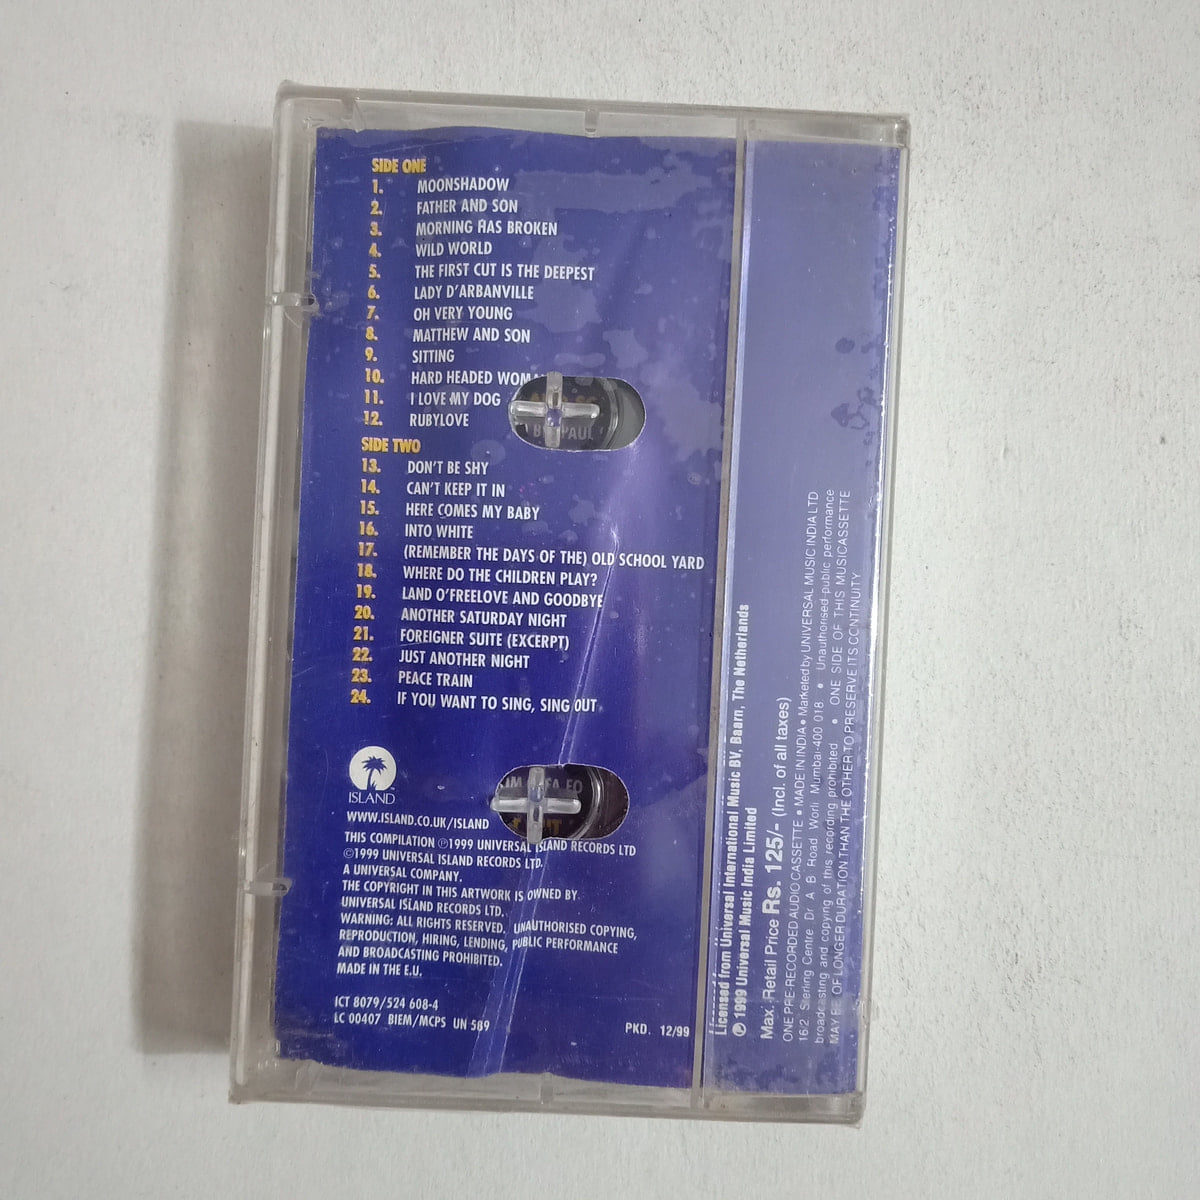 SIDE ONE
1. MOONSHADOW
2. FATHER AND SON
3. MORNING HAS BROKEN
4. WILD WORLD
5. THE FIRST CUT IS THE DEEPEST
6. LADY D'ARBANVILLE
7. OH VERY YOUNG
8. MATTHEW AND SON
9. SITTING
10. HARD HEADED
11. I LOVE MY DOG
12. RUBYLOVE
SIDE TWO
13. DON'T BE SHY
14. CAN'T KEEP IT IN
15. HERE COMES MY BABY
16. INTO WHITE
17. (REMEMBER THE DAYS OF THE) OLD SCHOOL YARD
18. WHERE DO THE CHILDREN PLAY?
19. LAND O'FREELOVE AND GOODBYE
20. ANOTHER SATURDAY NIGHT
21. FOREIGNER SUITE (EXCERPT)
22. JUST ANOTHER NIGHT
23. PEACE TRAIN
24. IF YOU WANT TO SING, SING OUT
ISLAND
WWW.ISLAND.CO.UK/ISLAND
THIS COMPILATION ℗1999 UNIVERSAL ISLAND RECORDS LTD
©1999 UNIVERSAL ISLAND RECORDS LTD.
A UNIVERSAL COMPANY.
THE COPYRIGHT IN THIS ARTWORK IS OWNED BY
UNIVERSAL ISLAND RECORDS LTD.
WARNING: ALL RIGHTS RESERVED. UNAUTHORISED COPYING,
REPRODUCTION, HIRING, LENDING, PUBLIC PERFORMANCE
AND BROADCASTING PROHIBITED.
MADE IN THE E.U.
ICT 8079/524 608-4
LC 00407 BIEM/MCPS UN 589
PKD. 12/99
Licensed from Universal International Music BV, Baarn, The Netherlands
℗ 1999 Universal Music India Limited
Max. Retail Price Rs. 125/- (Incl. of all taxes)
ONE PRE-RECORDED AUDIO CASSETTE • MADE IN INDIA • Marketed by UNIVERSAL MUSIC INDIA LTD
162, Sterling Centre Dr A B Road Worli Mumbai-400 018 • Unauthorised public performance
broadcasting and copying of this recording prohibited • ONE SIDE OF THIS MUSICASSETTE
MAY BE OF LONGER DURATION THAN THE OTHER TO PRESERVE ITS CONTINUITY